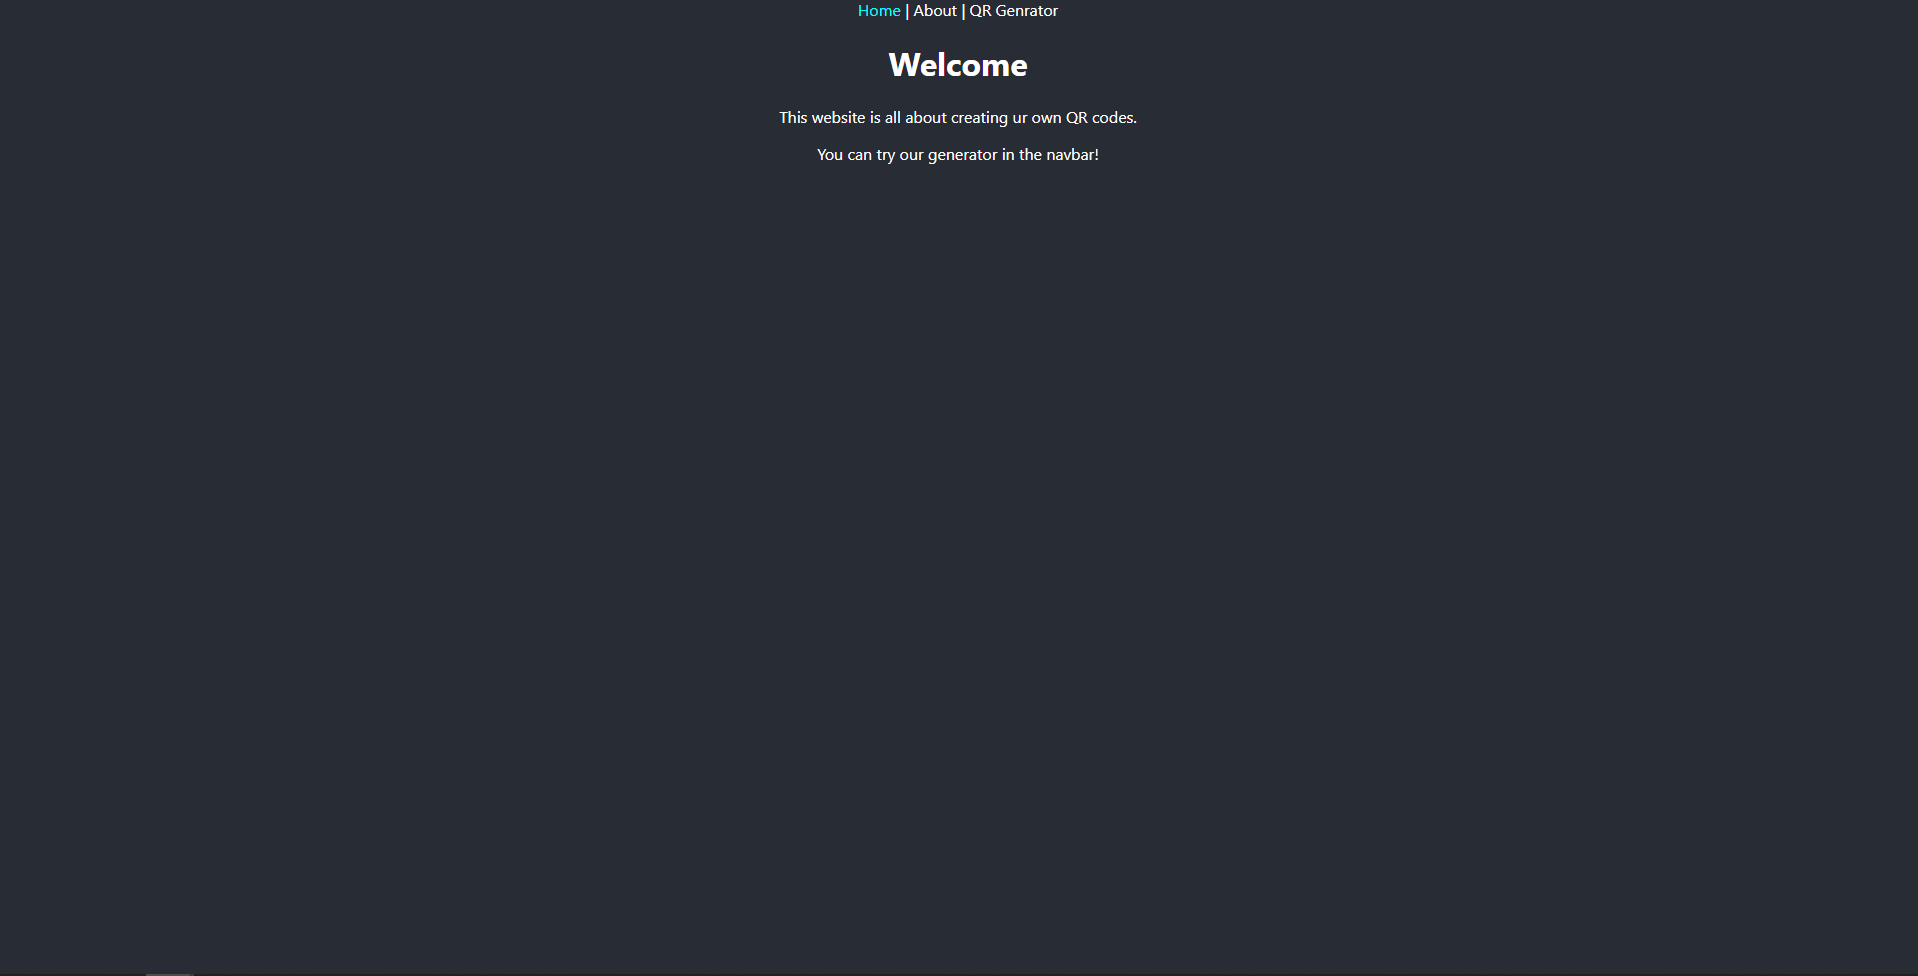 Home | About | QR Genrator
Welcome
This website is all about creating ur own QR codes.
You can try our generator in the navbar!